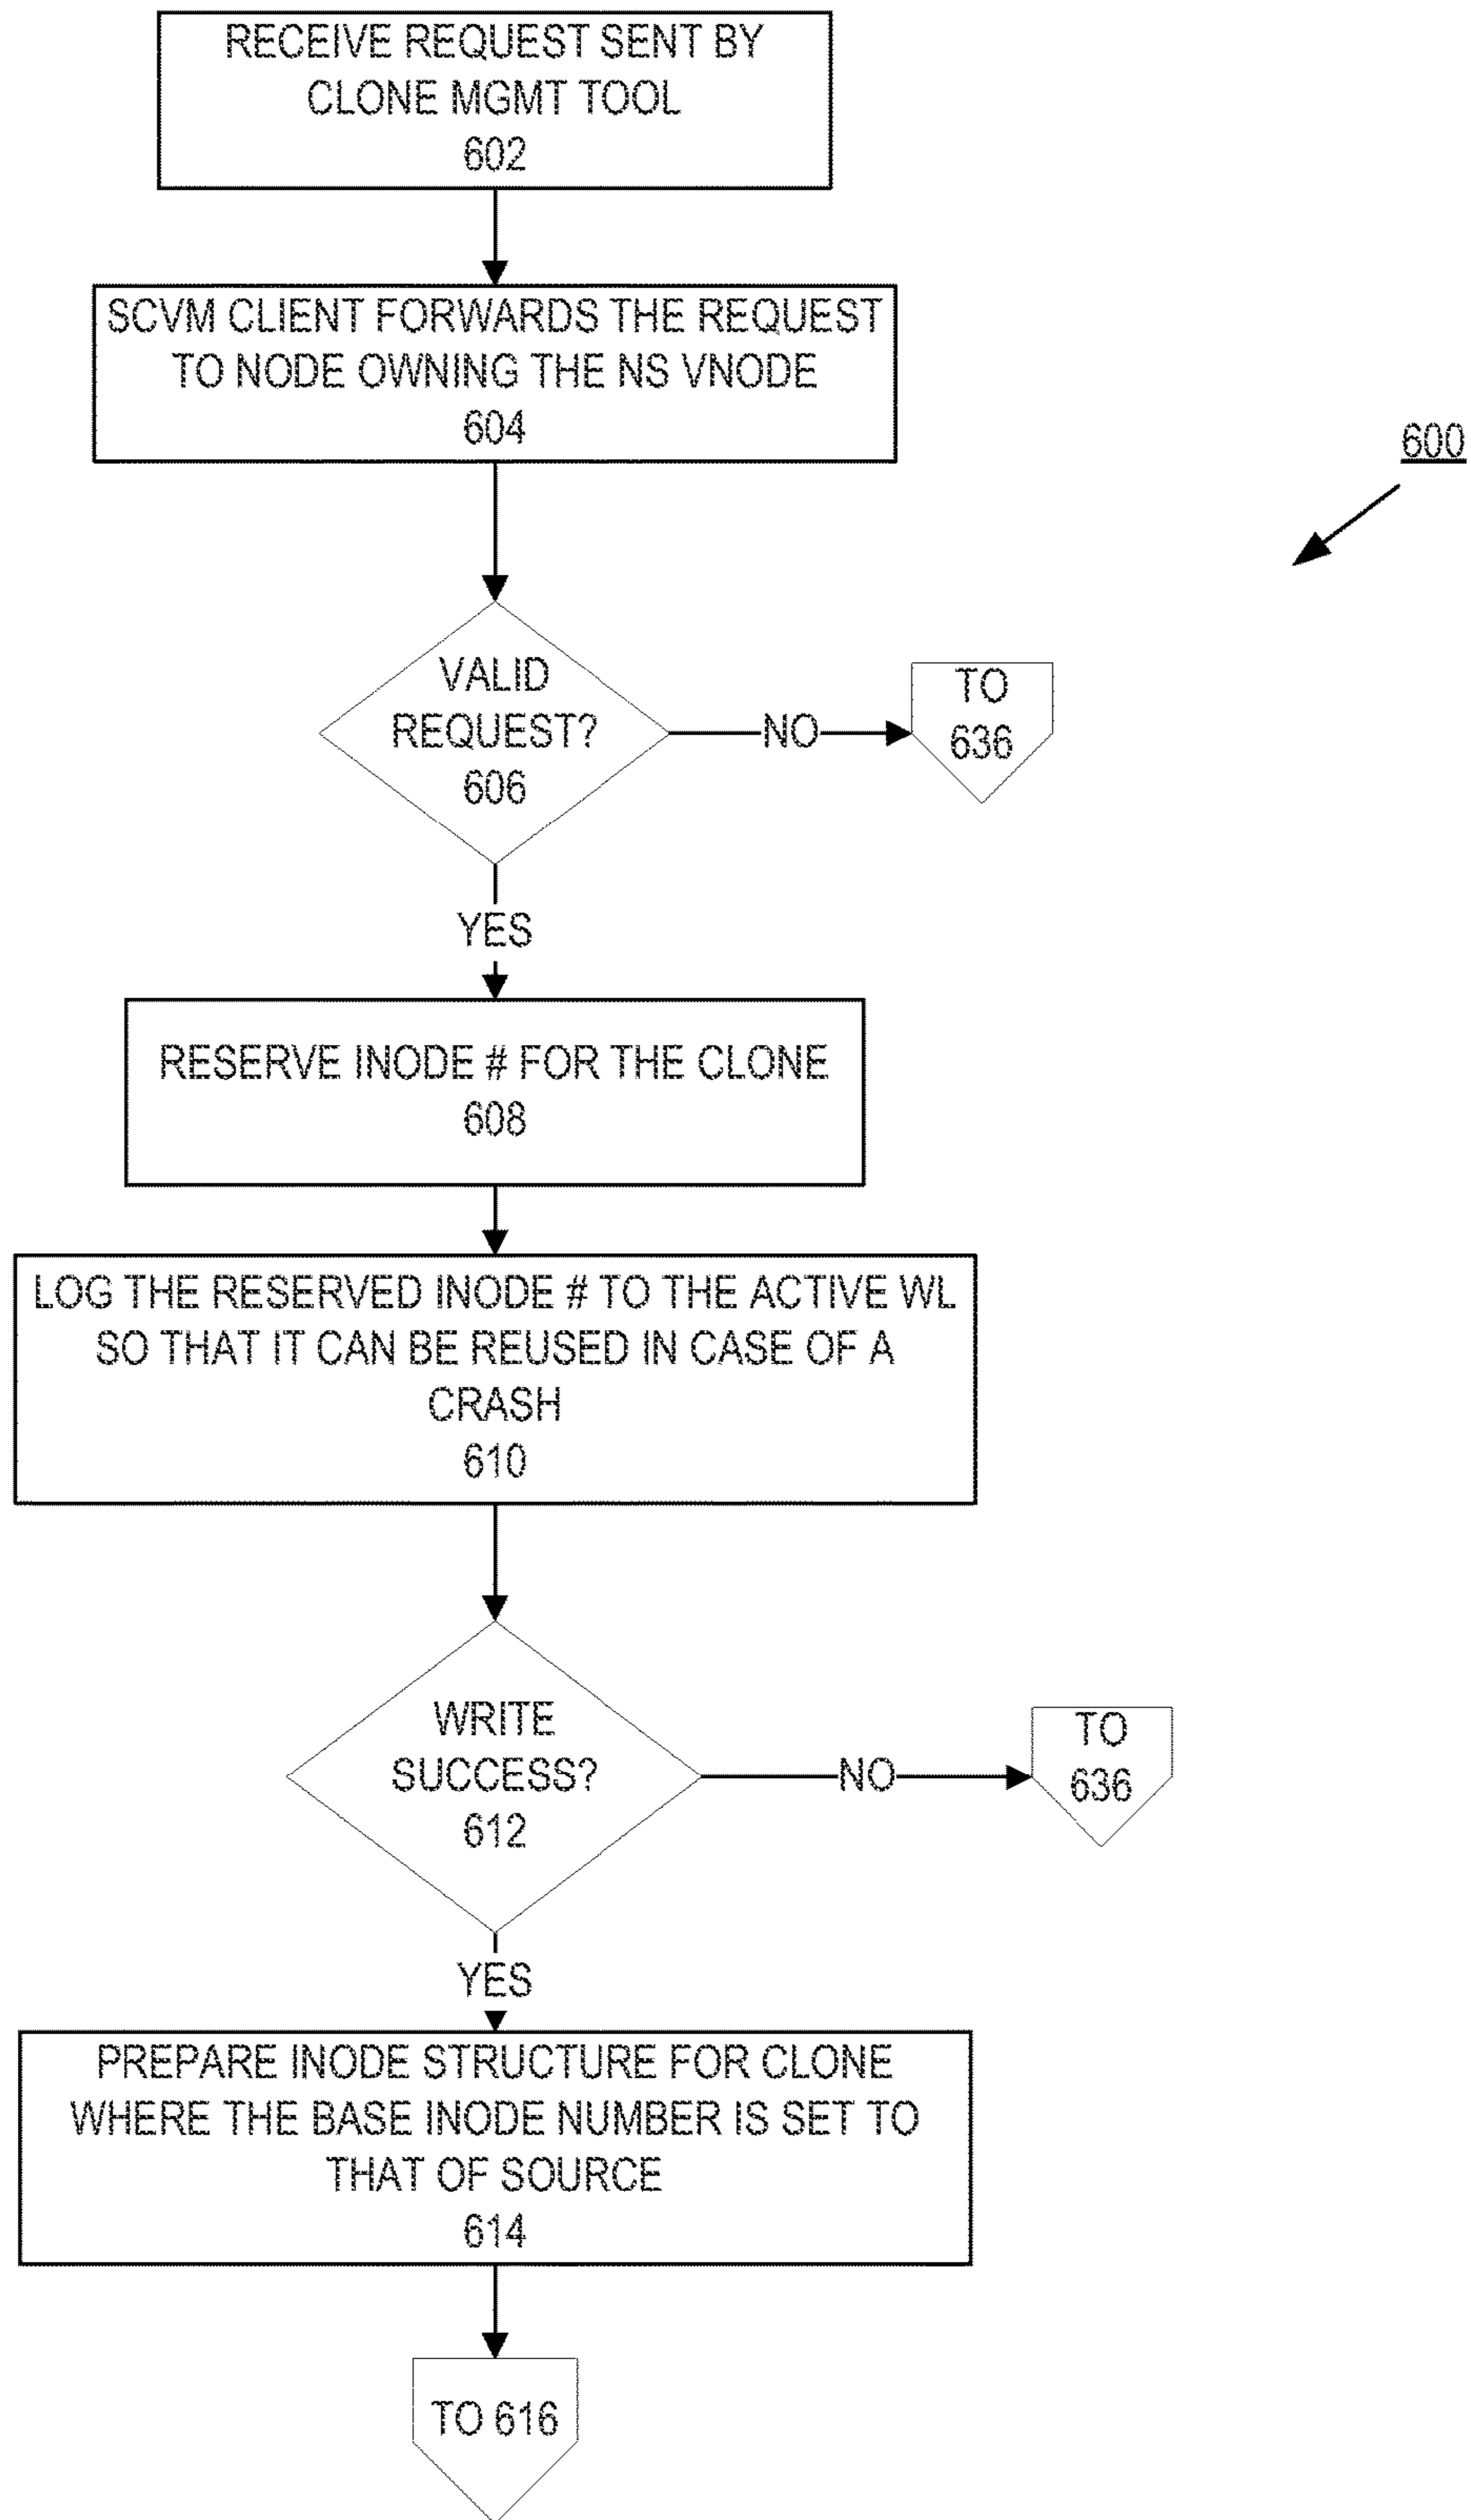 RECEIVE REQUEST SENT BY
CLONE MGMT TOOL
602
SCVM CLIENT FORWARDS THE REQUEST
TO NODE OWNING THE NS VNODE
604
600
VALID
REQUEST?
606
NO
TO
636
YES
RESERVE INODE # FOR THE CLONE
608
LOG THE RESERVED INODE # TO THE ACTIVE WL
SO THAT IT CAN BE REUSED IN CASE OF A
CRASH
610
WRITE
SUCCESS?
612
NO
TO
636
YES
PREPARE INODE STRUCTURE FOR CLONE
WHERE THE BASE INODE NUMBER IS SET TO
THAT OF SOURCE
614
TO 616